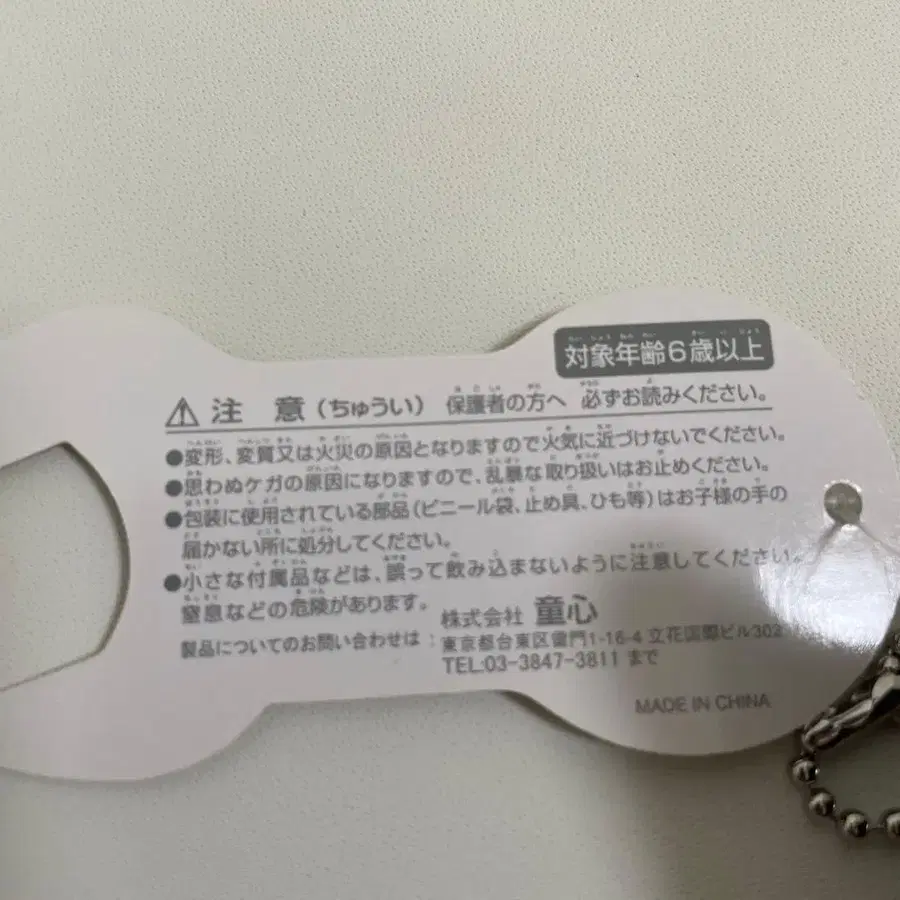 対象年齢6歳以上
⚠ 注 意(ちゅうい) 保護者の方へ 必ずお読みください。
●変形、変質又は火災の原因となりますので火気に近づけないでください。
●思わぬケガの原因になりますので、乱暴な取り扱いはお止めください。
●包装に使用されている部品(ビニール袋、止め具、ひも等)はお子様の手の
届かない所に処分してください。
●小さな付属品などは、誤って飲み込まないように注意してください。
窒息などの危険があります。
株式会社 童心
製品についてのお問い合わせは:
東京都台東区雷門1-16-4 立花国際ビル302
TEL:03-3847-3811 まで
MADE IN CHINA